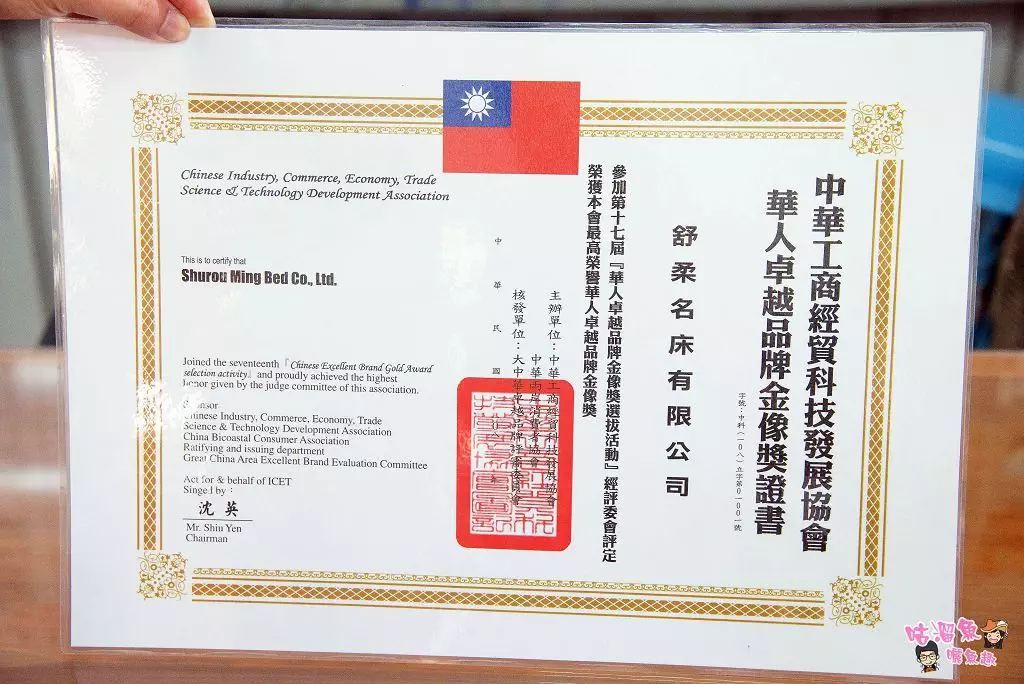 Chinese Industry, Commerce, Economy, Trade
Science & Technology Development Association
This is to certify that
Shurou Ming Bed Co., Ltd.
Joined the seventeenth『Chinese Excellent Brand Gold Award
selection activity』and proudly achieved the highest
honor given by the judge committee of this association.
Sponsor
Chinese Industry, Commerce, Economy, Trade
Science & Technology Development Association
China Bicoastal Consumer Association
Ratifying and issuing department
Great China Area Excellent Brand Evaluation Committee
Act for & behalf of ICET
Singed by：
沈英
Mr. Shiu Yen
Chairman
中華工商經貿科技發展協會
華人卓越品牌金像獎證書
字號：中科(一0八)立字第0一00一號
舒柔名床有限公司
參加第十七屆『華人卓越品牌金像獎選拔活動』經評委會評定
榮獲本會最高榮譽華人卓越品牌金像獎
主辦單位：中華工商經貿科技發展協會
中華兩岸消費者協會
核發單位：大中華卓越品牌評審委員會
中華民國
咕溜魚
嚐魚趣